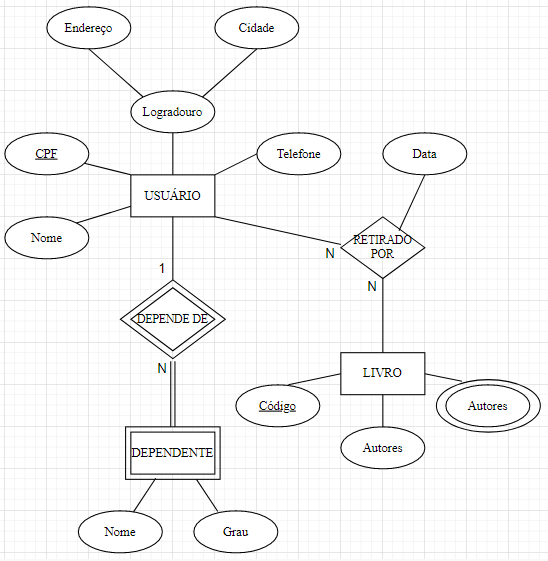 Endereço
Cidade
Logradouro
CPF
Telefone
Data
USUÁRIO
Nome
RETIRADO
POR
N
1
N
DEPENDE DE
N
LIVRO
Código
Autores
Autores
DEPENDENTE
Nome
Grau